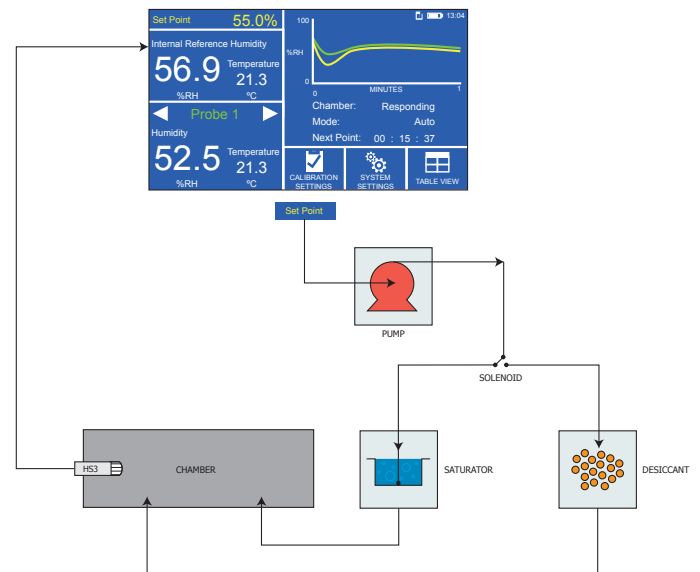 Set Point 55.0%
13:04
Internal Reference Humidity
56.9
%RH
Temperature
21.3
ºC
Probe 1
Humidity
52.5
%RH
Temperature
21.3
ºC
100
%RH
0
0
MINUTES
1
Chamber: Responding
Mode: Auto
Next Point: 00 : 15 : 37
CALIBRATION
SETTINGS
SYSTEM
SETTINGS
TABLE VIEW
Set Point
PUMP
SOLENOID
HS3
CHAMBER
SATURATOR
DESICCANT